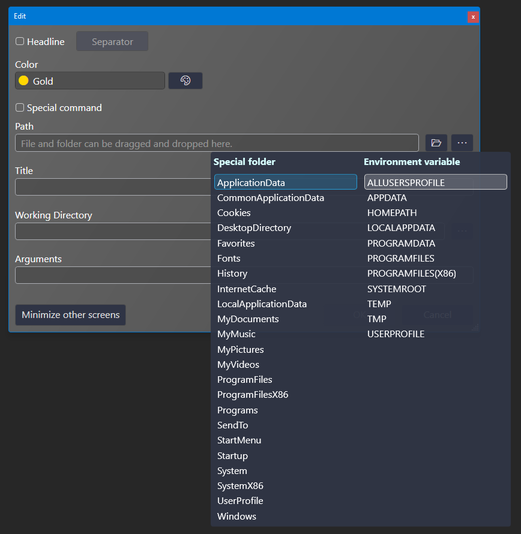 Edit
x
Headline
Separator
Color
Gold
Special command
Path
File and folder can be dragged and dropped here.
Title
Working Directory
Arguments
Minimize other screens
Cancel
Special folder
ApplicationData
CommonApplicationData
Cookies
DesktopDirectory
Favorites
Fonts
History
InternetCache
LocalApplicationData
MyDocuments
MyMusic
MyPictures
MyVideos
ProgramFiles
ProgramFilesX86
Programs
SendTo
StartMenu
Startup
System
SystemX86
UserProfile
Windows
Environment variable
ALLUSERSPROFILE
APPDATA
HOMEPATH
LOCALAPPDATA
PROGRAMDATA
PROGRAMFILES
PROGRAMFILES(X86)
SYSTEMROOT
TEMP
TMP
USERPROFILE